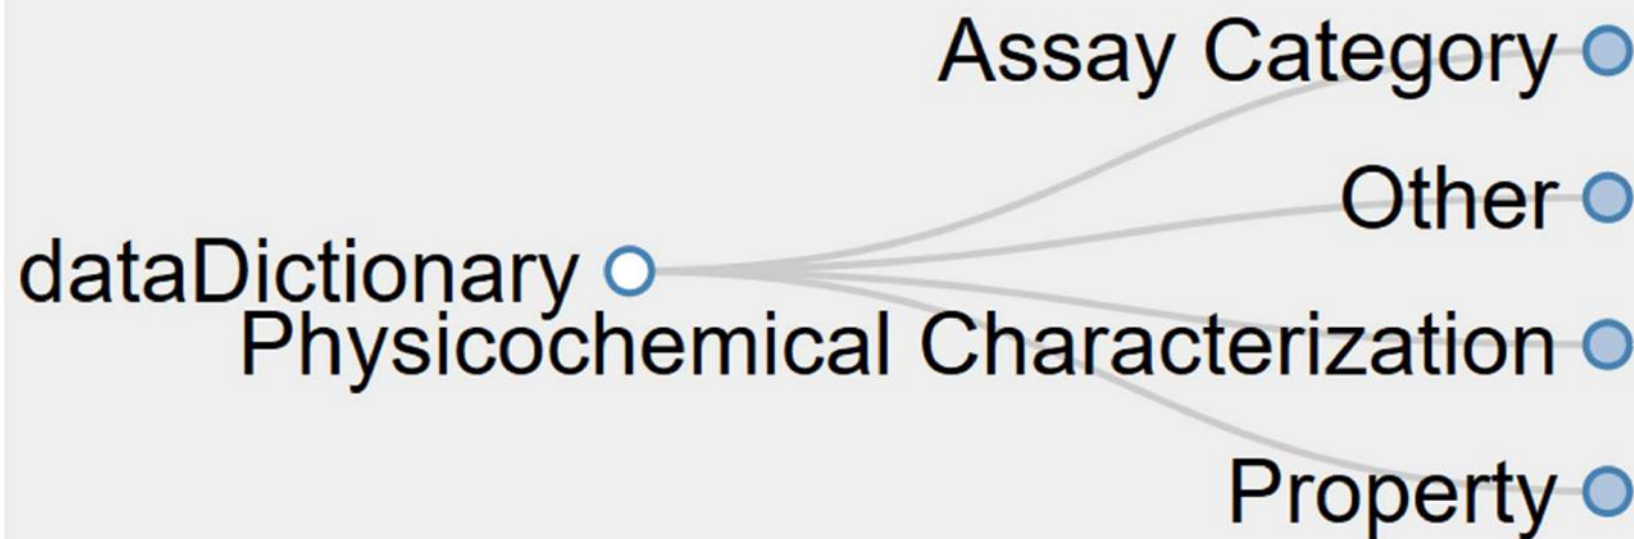 Assay Category
Other
dataDictionary
Physicochemical Characterization
Property